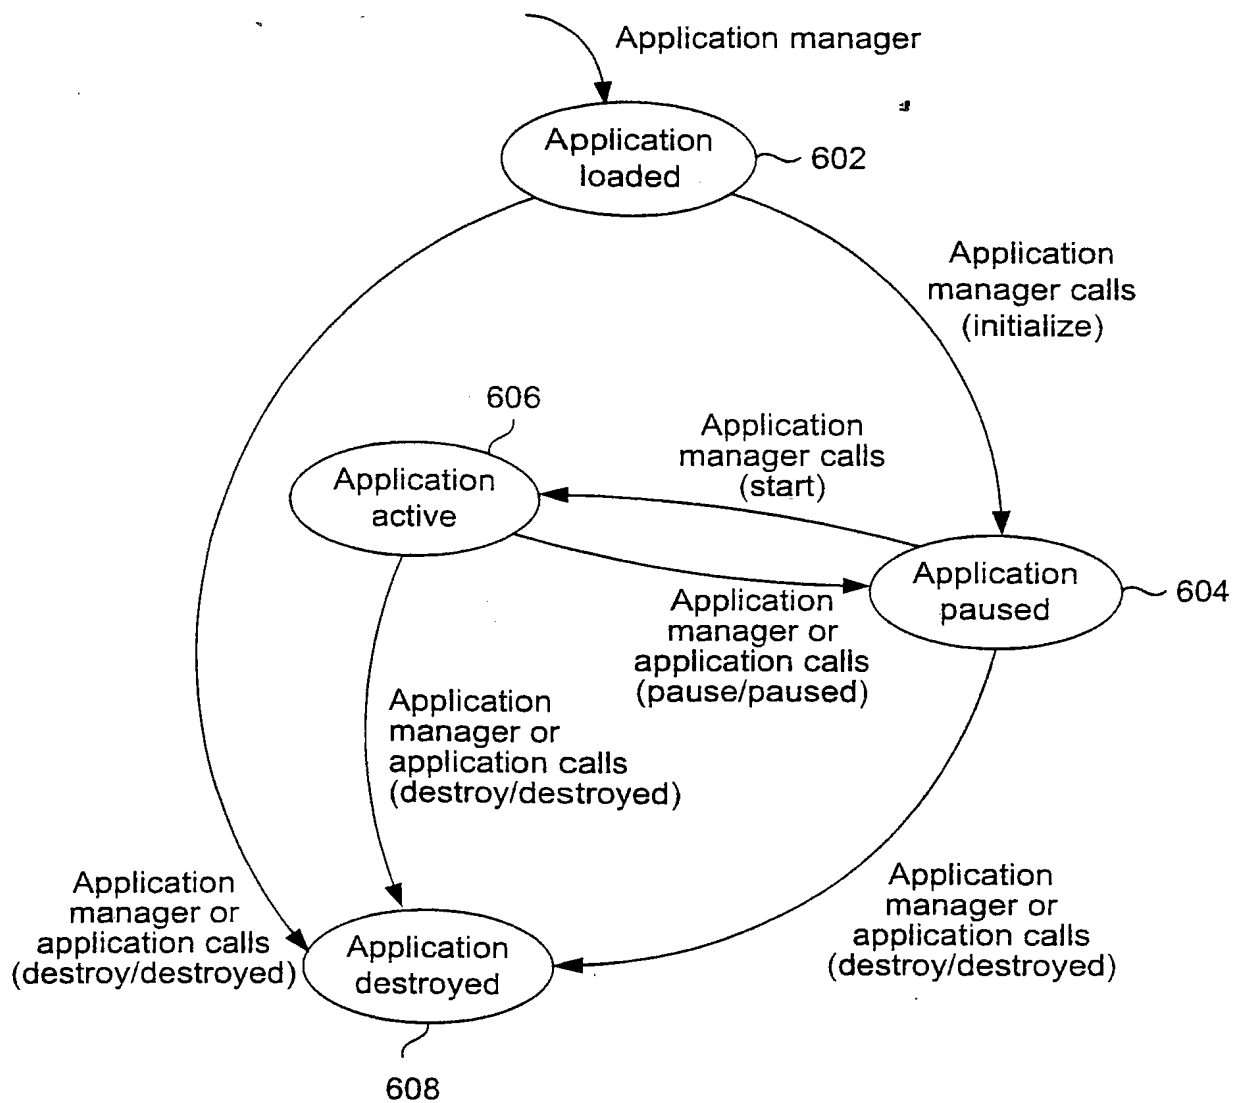 Application manager
Application
loaded
602
Application
manager calls
(initialize)
606
Application
manager calls
(start)
Application
active
Application
paused
604
Application
manager or
application calls
(pause/paused)
Application
manager or
application calls
(destroy/destroyed)
Application
manager or
application calls
(destroy/destroyed)
Application
manager or
application calls
(destroy/destroyed)
Application
destroyed
608